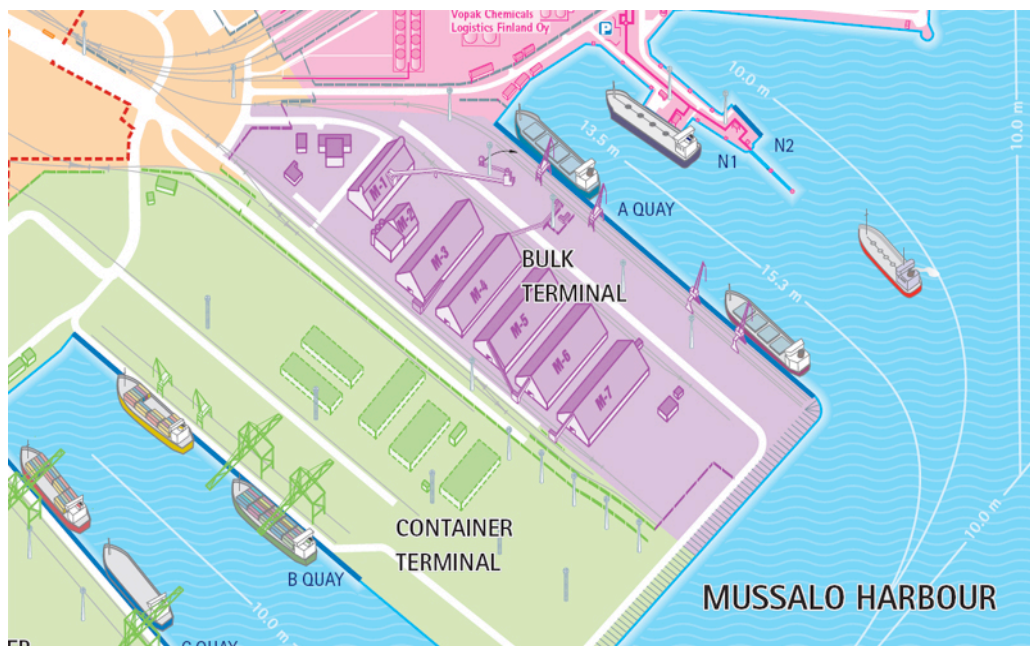 Vopak Chemicals
Logistics Finland Oy
P
10.0 m
10.0 m
13.5 m
N1
N2
A QUAY
M-1
M-2
M-3
M-4
M-5
M-6
M-7
BULK
TERMINAL
15.3 m
CONTAINER
TERMINAL
B QUAY
10.0 m
10.0 m
MUSSALO HARBOUR
C QUAY